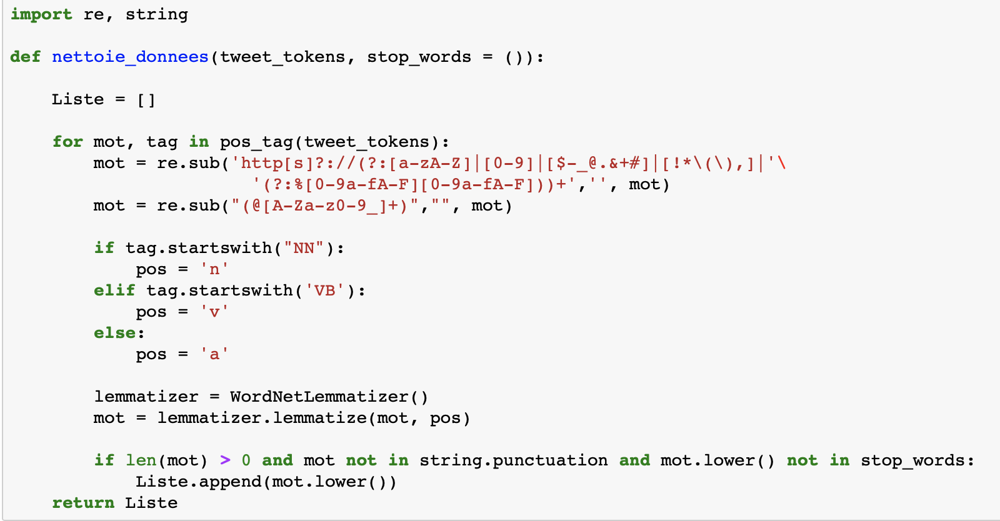 import re, string
def nettoie_donnees(tweet_tokens, stop_words = ()):
    Liste = []
    for mot, tag in pos_tag(tweet_tokens):
        mot = re.sub('http[s]?://(?:[a-zA-Z]|[0-9]|[$-_@.&+#]|[!*\(\),]|'\
                       '(?:%[0-9a-fA-F][0-9a-fA-F]))+','', mot)
        mot = re.sub("(@[A-Za-z0-9_]+)","", mot)
        if tag.startswith("NN"):
            pos = 'n'
        elif tag.startswith('VB'):
            pos = 'v'
        else:
            pos = 'a'
        lemmatizer = WordNetLemmatizer()
        mot = lemmatizer.lemmatize(mot, pos)
        if len(mot) > 0 and mot not in string.punctuation and mot.lower() not in stop_words:
            Liste.append(mot.lower())
    return Liste